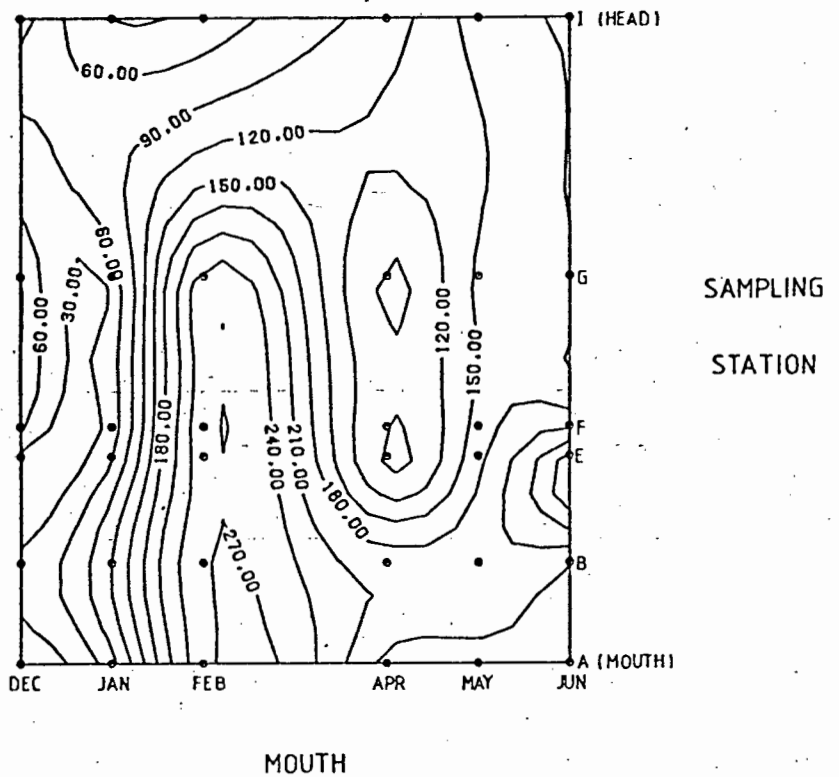 I (HEAD)
60.00
90.00
120.00
150.00
60.00
60.00
30.00
G
SAMPLING
120.00
STATION
150.00
180.00
F
240.00
210.00
E
180.00
270.00
B
A (MOUTH)
DEC
JAN
FEB
APR
MAY
JUN
MOUTH